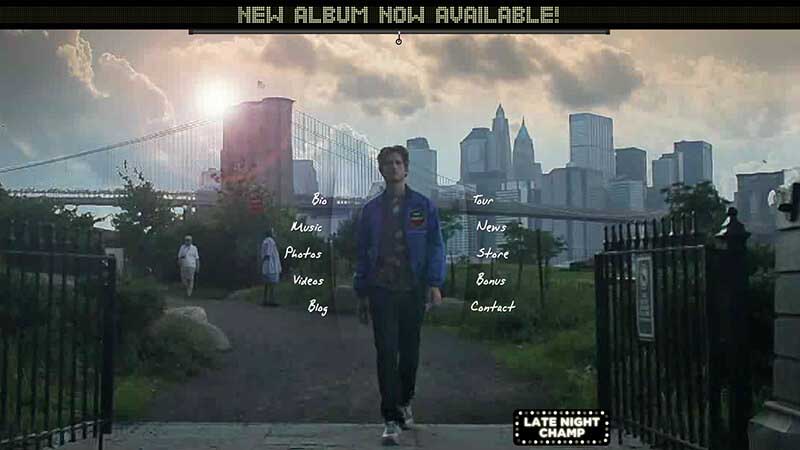 NEW ALBUM NOW AVAILABLE!
Bio
Music
Photos
Videos
Blog
Tour
News
Store
Bonus
Contact
LATE NIGHT
CHAMP